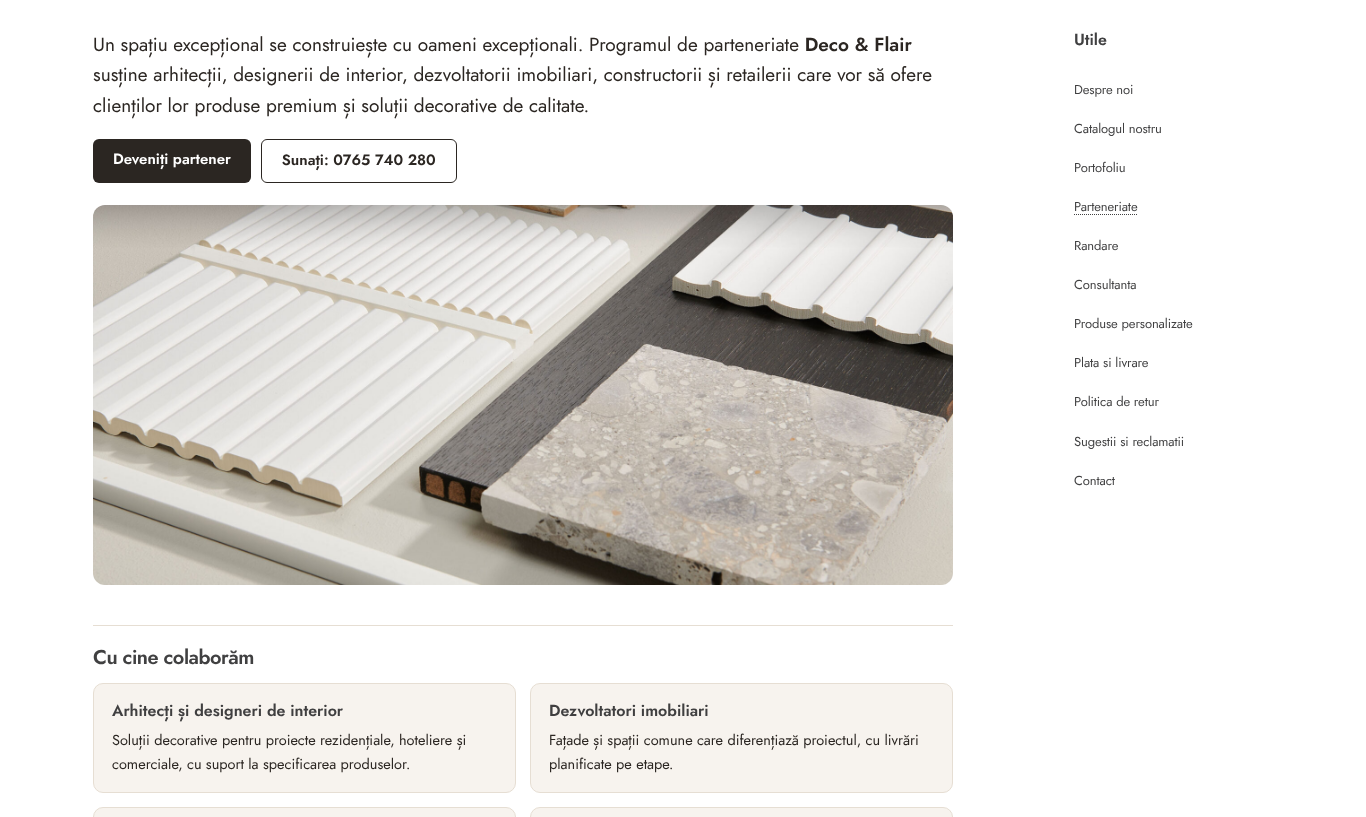 Un spațiu excepțional se construiește cu oameni excepționali. Programul de parteneriate Deco & Flair
susține arhitecții, designerii de interior, dezvoltatorii imobiliari, constructorii și retailerii care vor să ofere
clienților lor produse premium și soluții decorative de calitate.
Deveniți partener
Sunați: 0765 740 280
Cu cine colaborăm
Arhitecți și designeri de interior
Soluții decorative pentru proiecte rezidențiale, hoteliere și
comerciale, cu suport la specificarea produselor.
Dezvoltatori imobiliari
Fațade și spații comune care diferențiază proiectul, cu livrări
planificate pe etape.
Utile
Despre noi
Catalogul nostru
Portofoliu
Parteneriate
Randare
Consultanta
Produse personalizate
Plata si livrare
Politica de retur
Sugestii si reclamatii
Contact